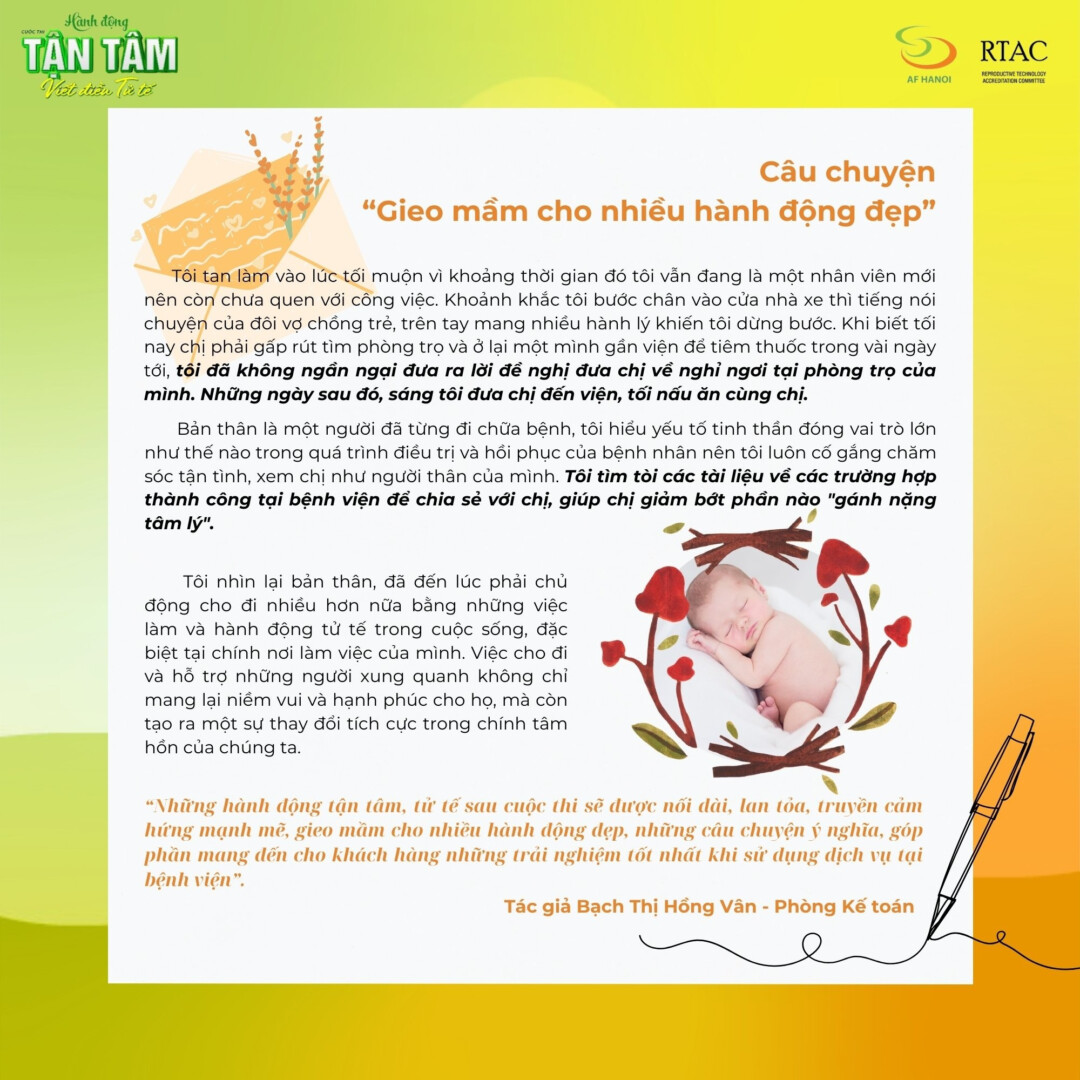 Hành động
CUỘC THI
TẬN TÂM
Viết điều Tử tế
AF HANOI
RTAC
REPRODUCTIVE TECHNOLOGY
ACCREDITATION COMMITTEE
Câu chuyện
“Gieo mầm cho nhiều hành động đẹp”
Tôi tan làm vào lúc tối muộn vì khoảng thời gian đó tôi vẫn đang là một nhân viên mới
nên còn chưa quen với công việc. Khoảnh khắc tôi bước chân vào cửa nhà xe thì tiếng nói
chuyện của đôi vợ chồng trẻ, trên tay mang nhiều hành lý khiến tôi dừng bước. Khi biết tối
nay chị phải gấp rút tìm phòng trọ và ở lại một mình gần viện để tiêm thuốc trong vài ngày
tới, tôi đã không ngần ngại đưa ra lời đề nghị đưa chị về nghỉ ngơi tại phòng trọ của
mình. Những ngày sau đó, sáng tôi đưa chị đến viện, tối nấu ăn cùng chị.
Bản thân là một người đã từng đi chữa bệnh, tôi hiểu yếu tố tinh thần đóng vai trò lớn
như thế nào trong quá trình điều trị và hồi phục của bệnh nhân nên tôi luôn cố gắng chăm
sóc tận tình, xem chị như người thân của mình. Tôi tìm tòi các tài liệu về các trường hợp
thành công tại bệnh viện để chia sẻ với chị, giúp chị giảm bớt phần nào "gánh nặng
tâm lý".
Tôi nhìn lại bản thân, đã đến lúc phải chủ
động cho đi nhiều hơn nữa bằng những việc
làm và hành động tử tế trong cuộc sống, đặc
biệt tại chính nơi làm việc của mình. Việc cho đi
và hỗ trợ những người xung quanh không chỉ
mang lại niềm vui và hạnh phúc cho họ, mà còn
tạo ra một sự thay đổi tích cực trong chính tâm
hồn của chúng ta.
“Những hành động tận tâm, tử tế sau cuộc thi sẽ được nối dài, lan tỏa, truyền cảm
hứng mạnh mẽ, gieo mầm cho nhiều hành động đẹp, những câu chuyện ý nghĩa, góp
phần mang đến cho khách hàng những trải nghiệm tốt nhất khi sử dụng dịch vụ tại
bệnh viện”.
Tác giả Bạch Thị Hồng Vân - Phòng Kế toán